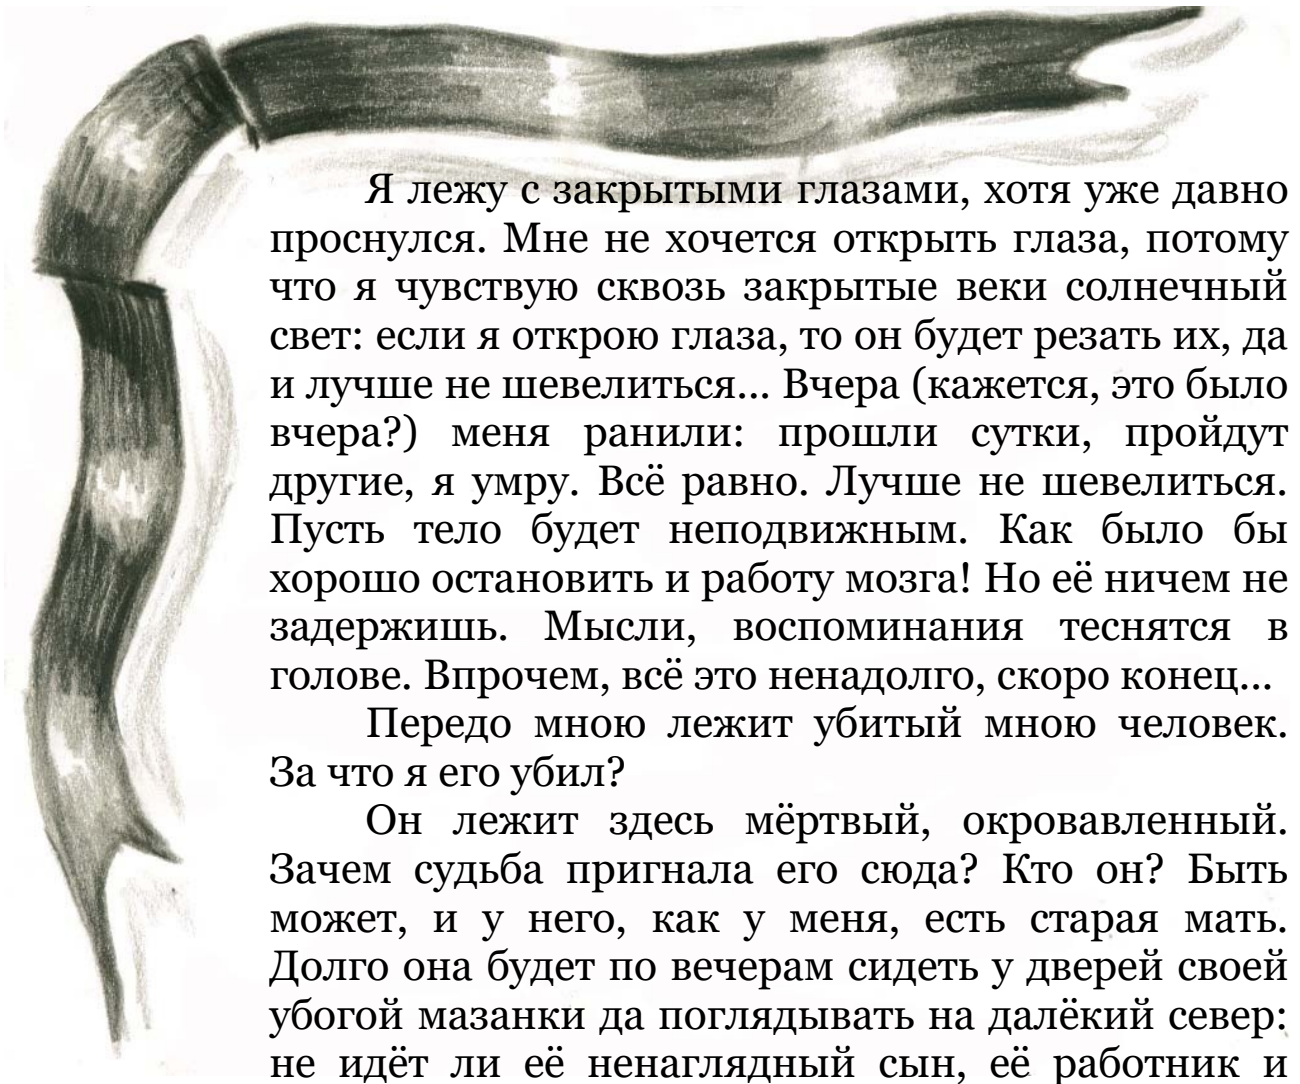 Я лежу с закрытыми глазами, хотя уже давно
проснулся. Мне не хочется открыть глаза, потому
что я чувствую сквозь закрытые веки солнечный
свет: если я открою глаза, то он будет резать их, да
и лучше не шевелиться... Вчера (кажется, это было
вчера?) меня ранили: прошли сутки, пройдут
другие, я умру. Всё равно. Лучше не шевелиться.
Пусть тело будет неподвижным. Как было бы
хорошо остановить и работу мозга! Но её ничем не
задержишь. Мысли, воспоминания теснятся в
голове. Впрочем, всё это ненадолго, скоро конец...
Передо мною лежит убитый мною человек.
За что я его убил?
Он лежит здесь мёртвый, окровавленный.
Зачем судьба пригнала его сюда? Кто он? Быть
может, и у него, как у меня, есть старая мать.
Долго она будет по вечерам сидеть у дверей своей
убогой мазанки да поглядывать на далёкий север:
не идёт ли её ненаглядный сын, её работник и